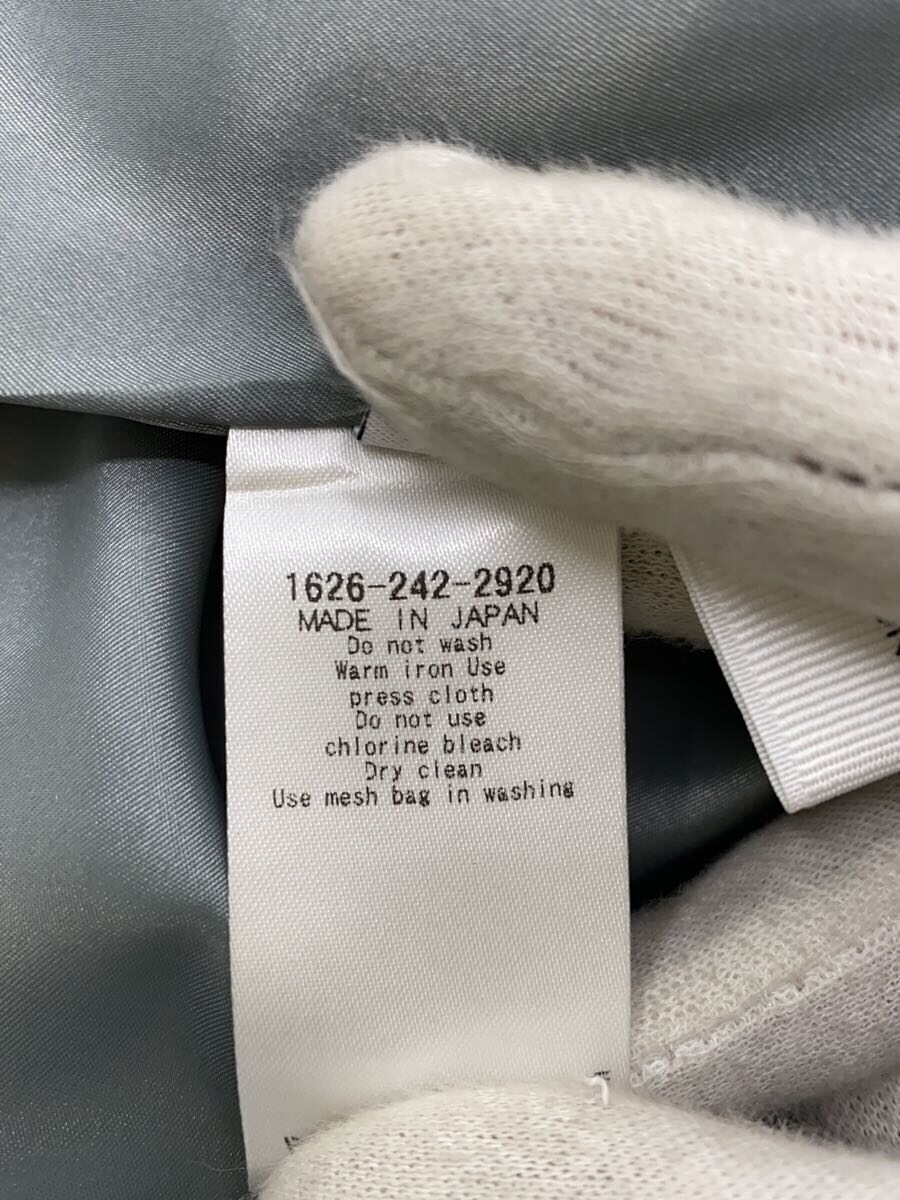 1626-242-2920
MADE IN JAPAN
Do not wash
Warm iron Use
press cloth
Do not use
chlorine bleach
Dry clean
Use mesh bag in washing